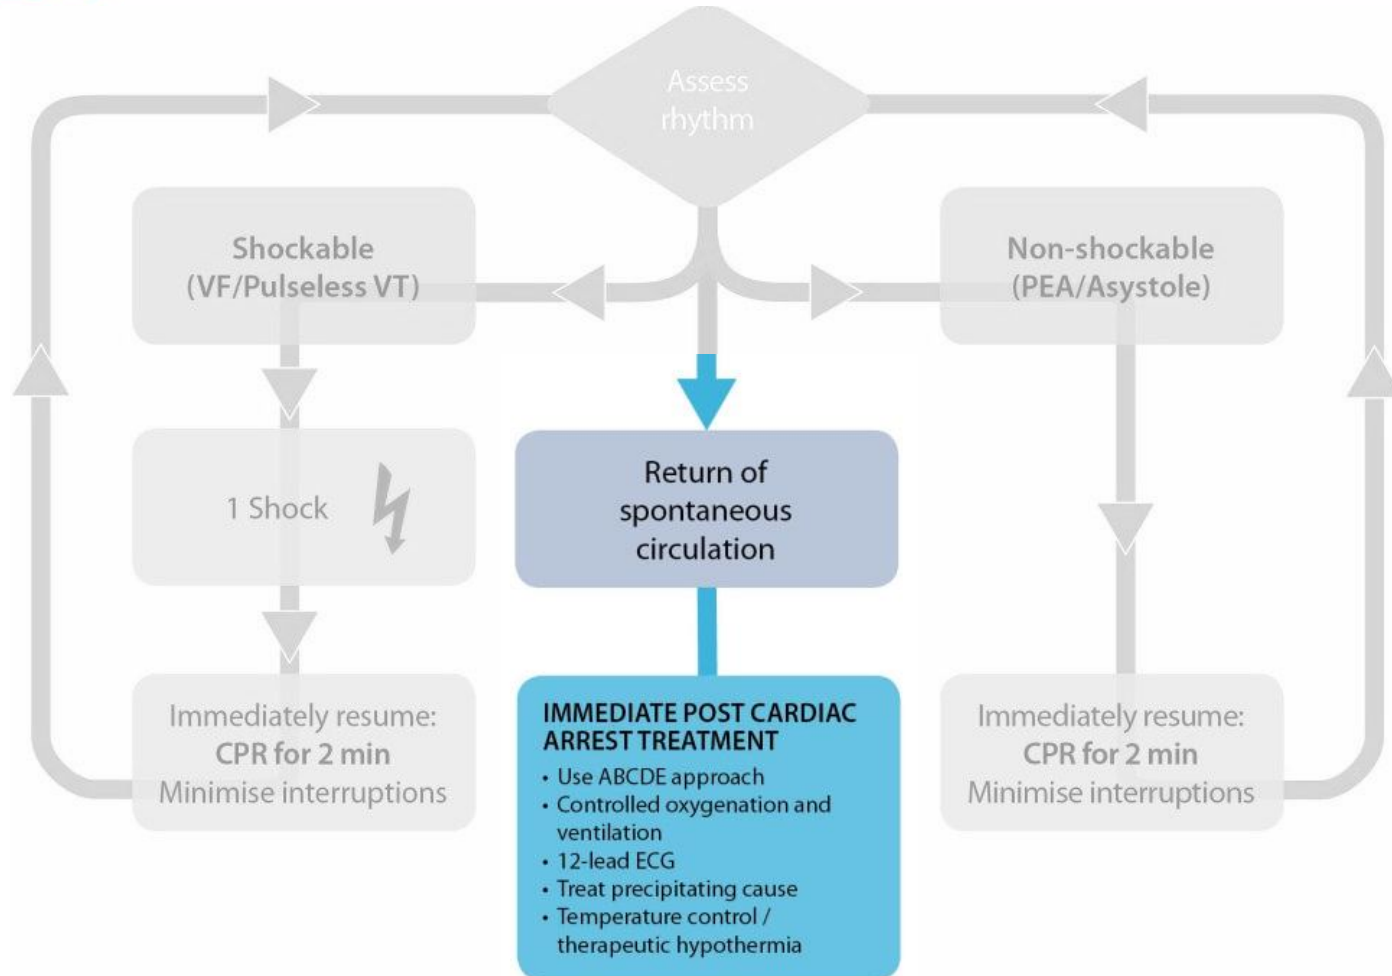 Assess
rhythm
Shockable
(VF/Pulseless VT)
Non-shockable
(PEA/Asystole)
1 Shock
Return of
spontaneous
circulation
Immediately resume:
CPR for 2 min
Minimise interruptions
IMMEDIATE POST CARDIAC
ARREST TREATMENT
• Use ABCDE approach
• Controlled oxygenation and
ventilation
• 12-lead ECG
• Treat precipitating cause
• Temperature control /
therapeutic hypothermia
Immediately resume:
CPR for 2 min
Minimise interruptions